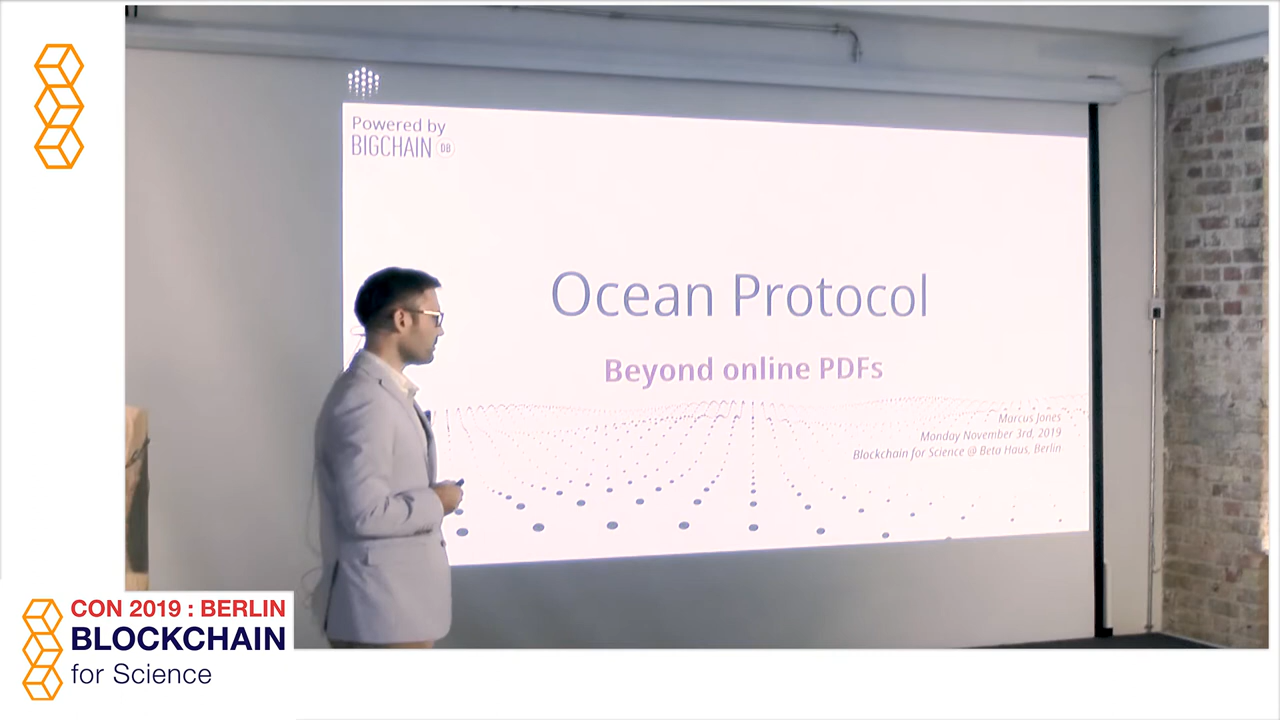 Powered by
BIGCHAIN DB
Ocean Protocol
Beyond online PDFs
Marcus Jones
Monday November 3rd, 2019
Blockchain for Science @ Beta Haus, Berlin
CON 2019 : BERLIN
BLOCKCHAIN
for Science